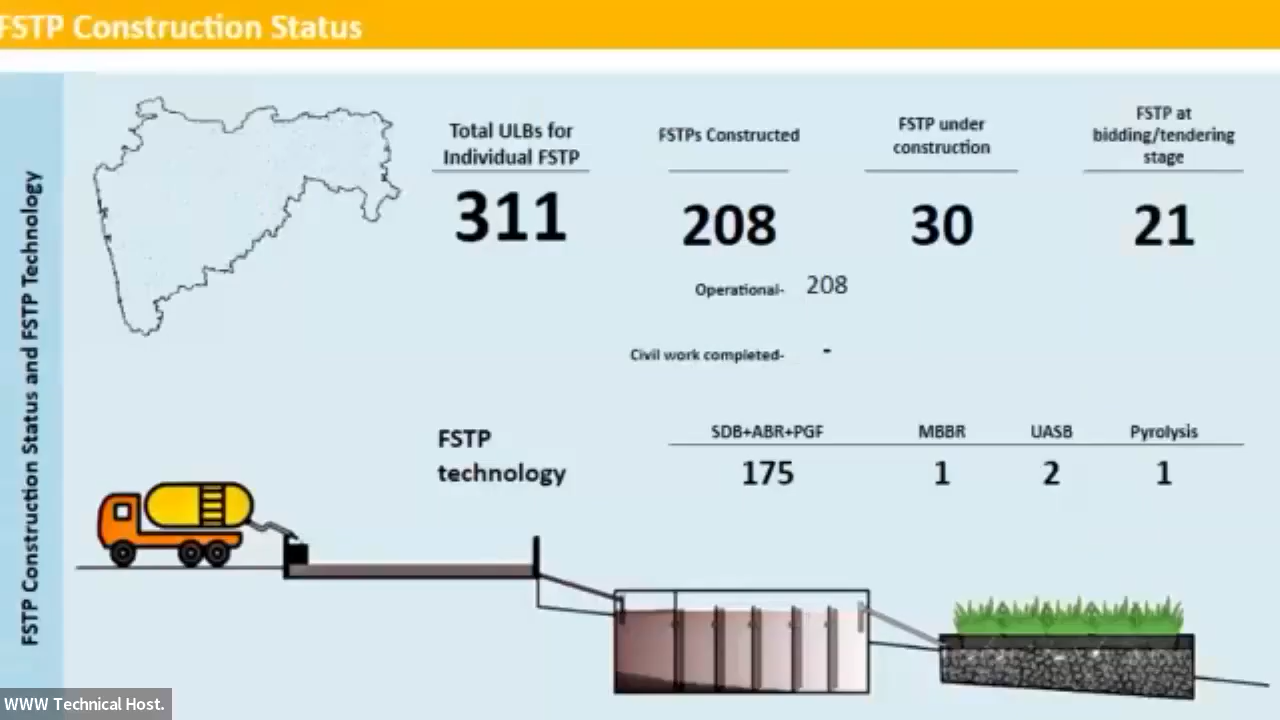 FSTP Construction Status
FSTP Construction Status and FSTP Technology
Total ULBs for
Individual FSTP
311
FSTPs Constructed
208
Operational- 208
Civil work completed- -
FSTP under
construction
30
FSTP at
bidding/tendering
stage
21
FSTP
technology
SDB+ABR+PGF MBBR UASB Pyrolysis
175 1 2 1
WWW Technical Host.